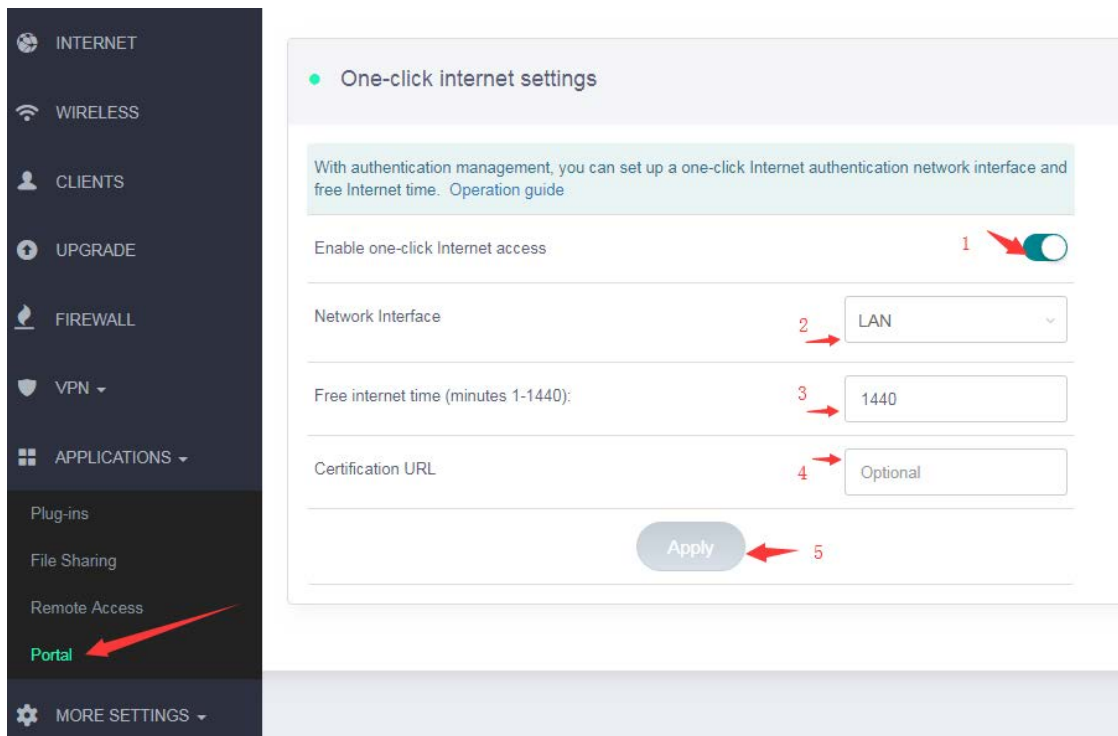 INTERNET
WIRELESS
CLIENTS
UPGRADE
FIREWALL
VPN
APPLICATIONS
Plug-ins
File Sharing
Remote Access
Portal
MORE SETTINGS
One-click internet settings
With authentication management, you can set up a one-click Internet authentication network interface and
free Internet time. Operation guide
Enable one-click Internet access
1
Network Interface
2
LAN
Free internet time (minutes 1-1440):
3
1440
Certification URL
4
Optional
Apply
5